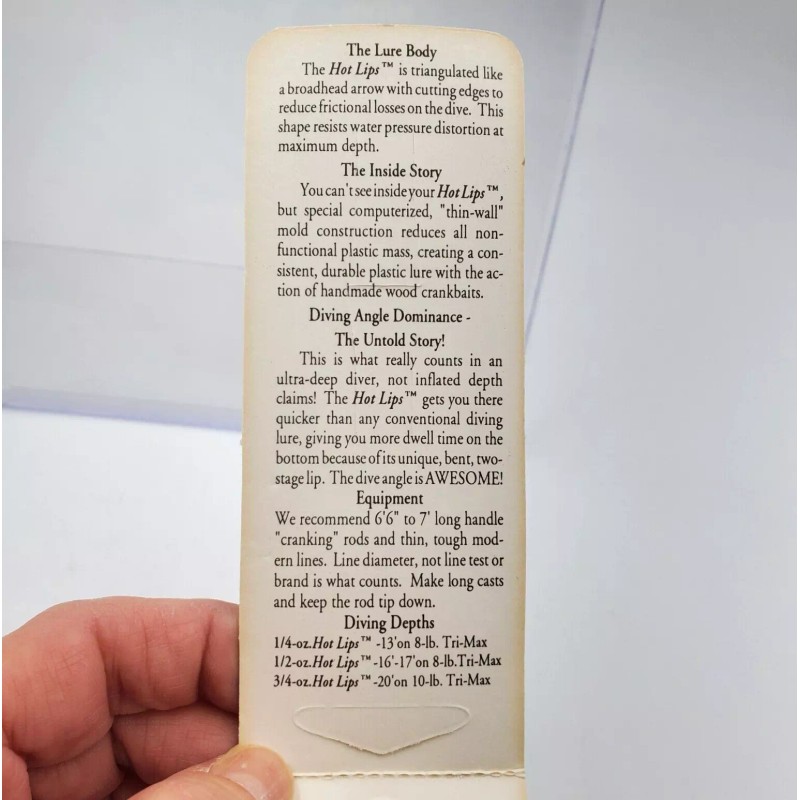 The Lure Body
The Hot Lips™ is triangulated like
a broadhead arrow with cutting edges to
reduce frictional losses on the dive. This
shape resists water pressure distortion at
maximum depth.
The Inside Story
You can't see inside your Hot Lips™,
but special computerized, "thin-wall"
mold construction reduces all non-
functional plastic mass, creating a con-
sistent, durable plastic lure with the ac-
tion of handmade wood crankbaits.
Diving Angle Dominance -
The Untold Story!
This is what really counts in an
ultra-deep diver, not inflated depth
claims! The Hot Lips™ gets you there
quicker than any conventional diving
lure, giving you more dwell time on the
bottom because of its unique, bent, two-
stage lip. The dive angle is AWESOME!
Equipment
We recommend 6'6" to 7' long handle
"cranking" rods and thin, tough mod-
ern lines. Line diameter, not line test or
brand is what counts. Make long casts
and keep the rod tip down.
Diving Depths
1/4-oz.Hot Lips™-13'on 8-lb. Tri-Max
1/2-oz.Hot Lips™-16'-17'on 8-lb.Tri-Max
3/4-oz.Hot Lips™-20'on 10-lb. Tri-Max